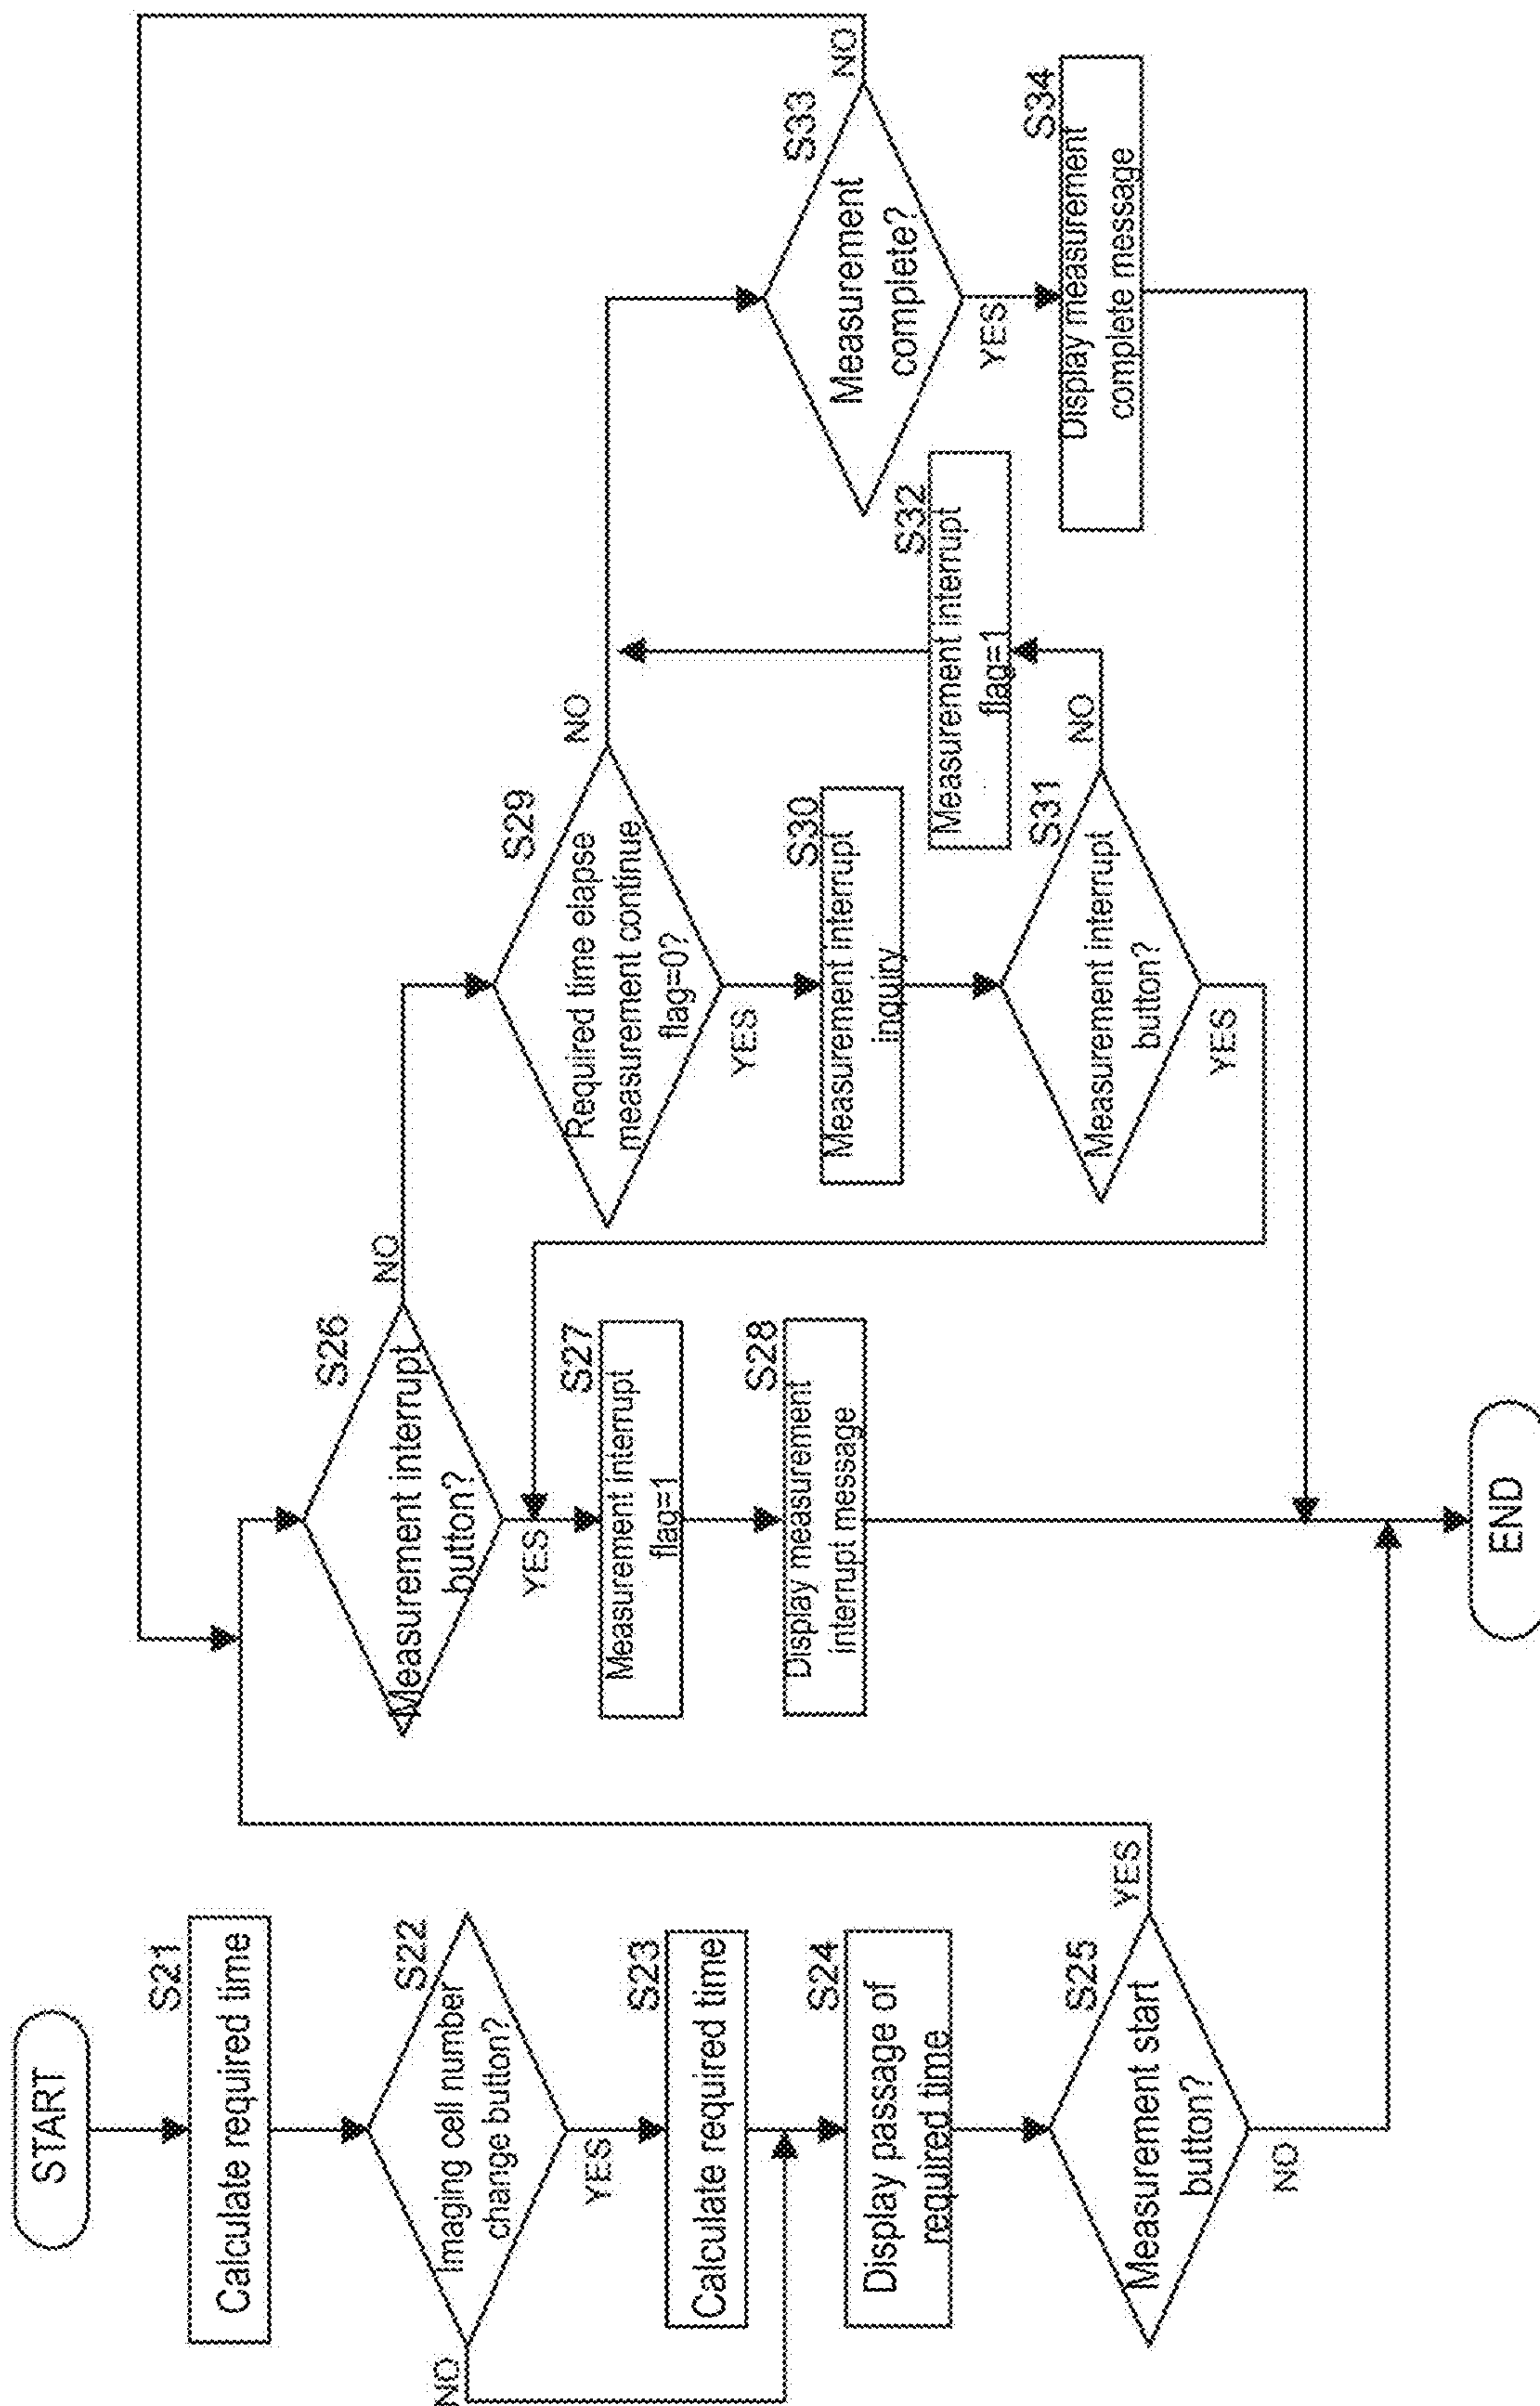 START
S21
Calculate required time
S22
Imaging cell number
change button?
NO
YES
S23
Calculate required time
S24
Display passage of
required time
S25
Measurement start
button?
YES
NO
S26
Measurement interrupt
button?
NO
YES
S27
Measurement interrupt
flag=1
S28
Display measurement
interrupt message
END
S29
Required time elapse
measurement continue
flag=0?
NO
YES
S30
Measurement interrupt
inquiry
S31
Measurement interrupt
button?
NO
YES
S32
Measurement interrupt
flag=1
S33
Measurement
complete?
NO
YES
S34
Display measurement
complete message